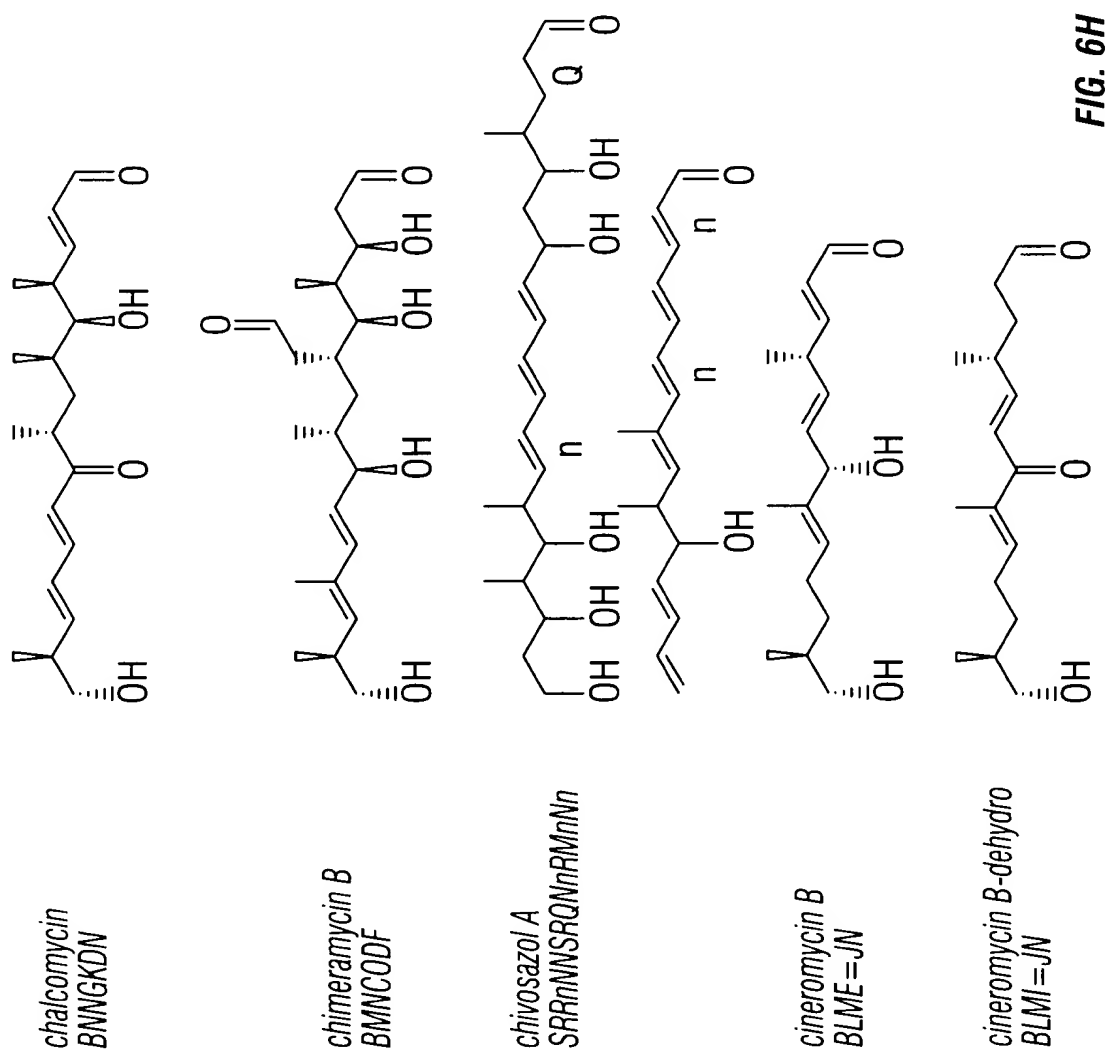 chalcomycin
BNNGKDN
OH O OH O
chimeramycin B
BMNCODF
O
OH OH OH OH O
chivosazol A
SRRnNNSRQNnRMnNn
OH OH OH n OH OH Q O
OH n n O
cineromycin B
BLME=JN
OH OH O
cineromycin B-dehydro
BLMI=JN
OH O O
FIG. 6H